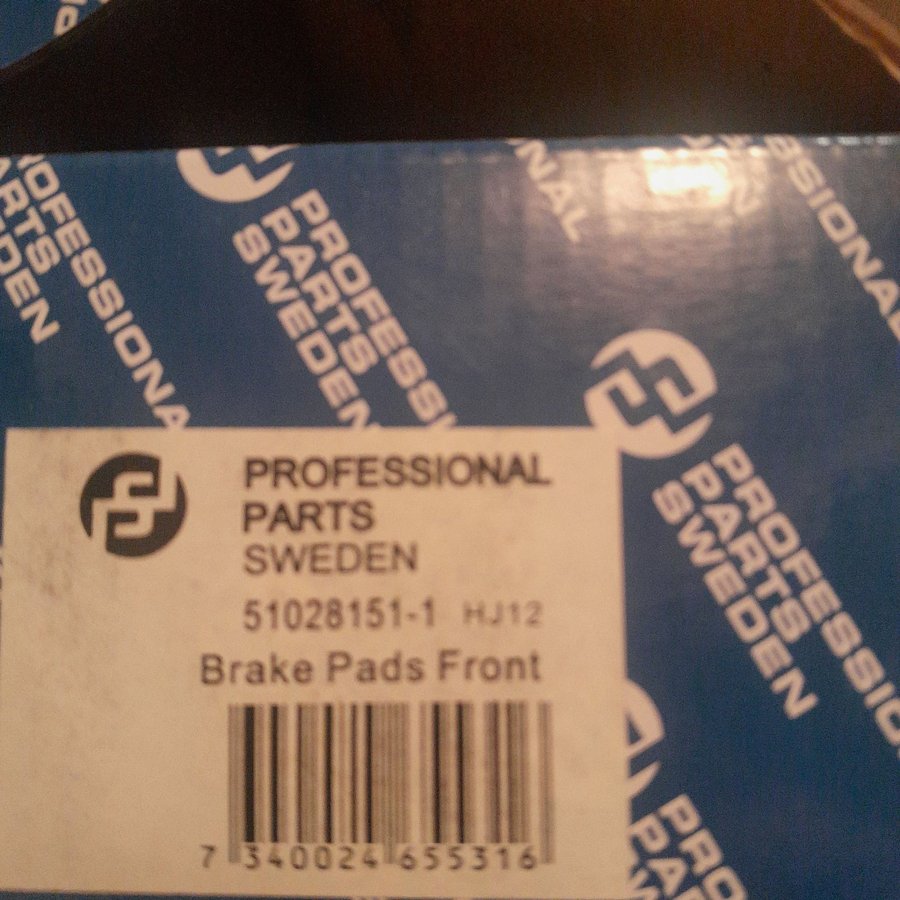 PROFESSIONAL
PARTS
SWEDEN
PROFESSIONAL
PARTS
SWEDEN
PROFESSIONAL
PARTS
SWEDEN
51028151-1 HJ12
Brake Pads Front
7 340024 655316